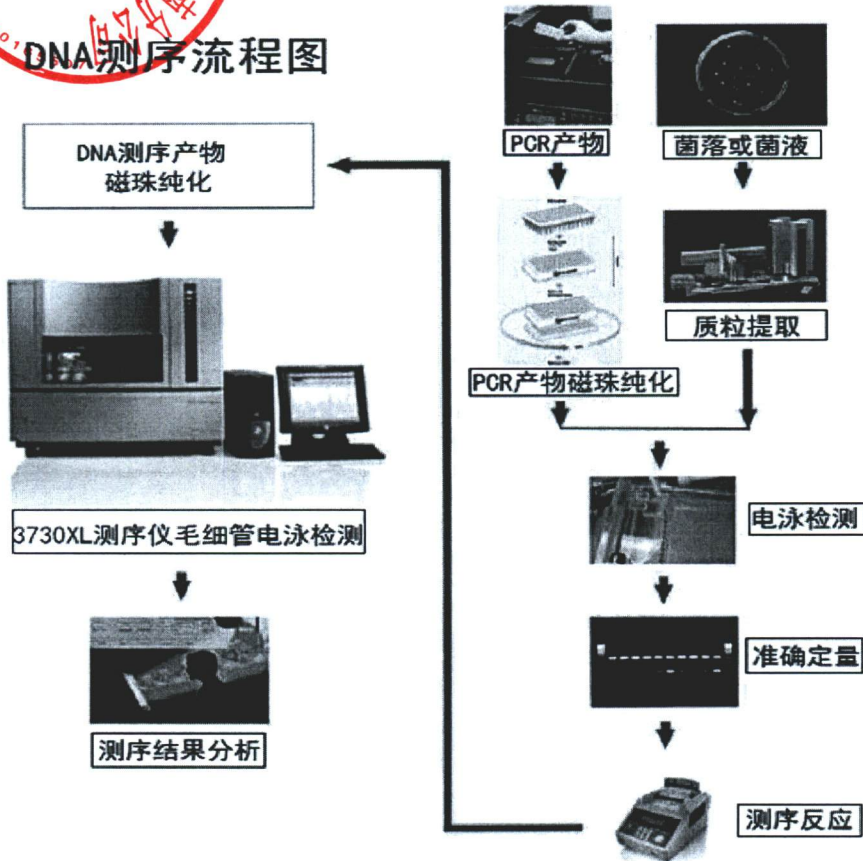 DNA测序流程图
PCR产物
菌落或菌液
PCR产物磁珠纯化
质粒提取
电泳检测
准确定量
测序反应
DNA测序产物
磁珠纯化
3730XL测序仪毛细管电泳检测
测序结果分析